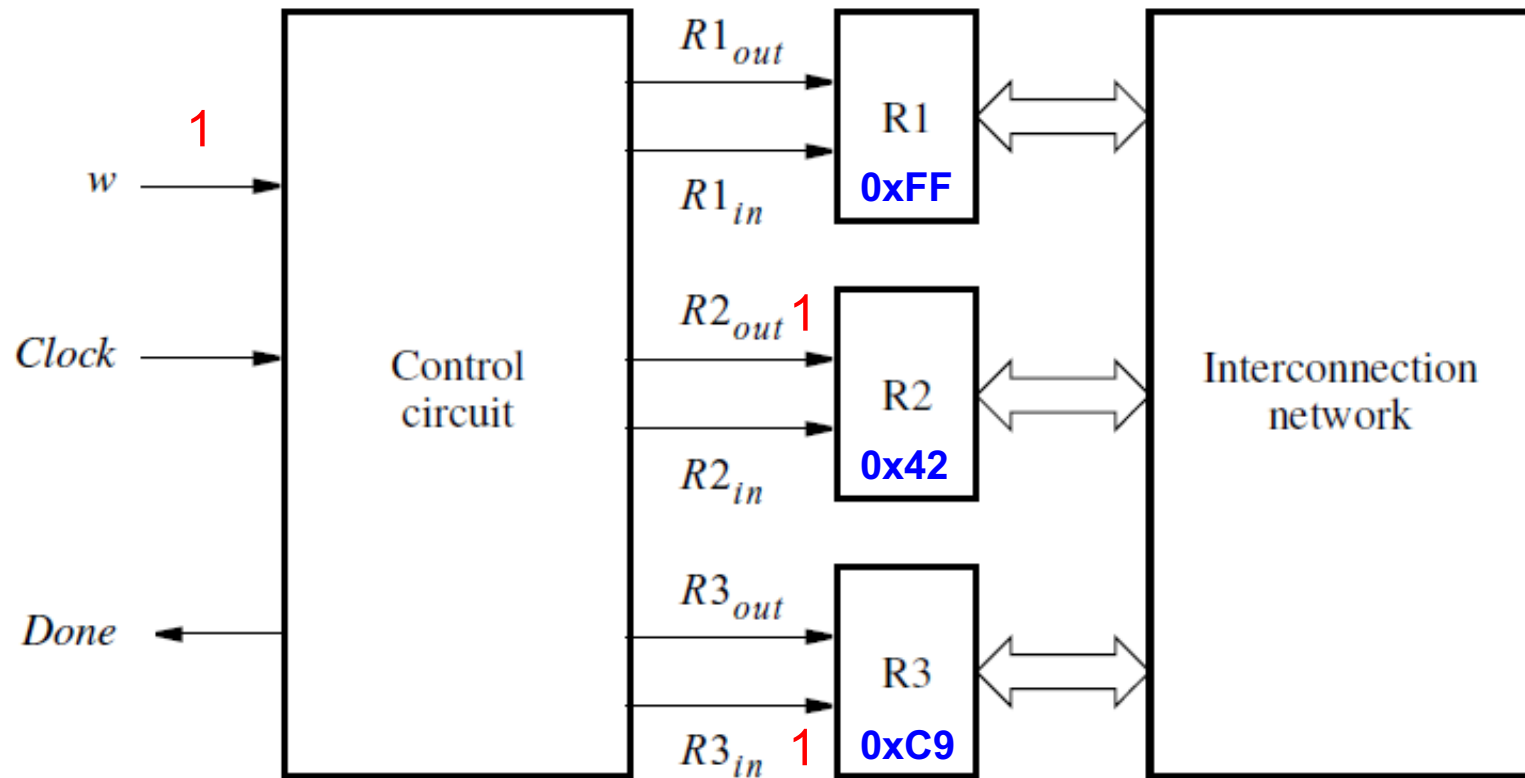 1
w
Clock
Done
Control
circuit
R1out
R1in
R2out 1
R2in
R3out
R3in 1
R1
0xFF
R2
0x42
R3
0xC9
Interconnection
network